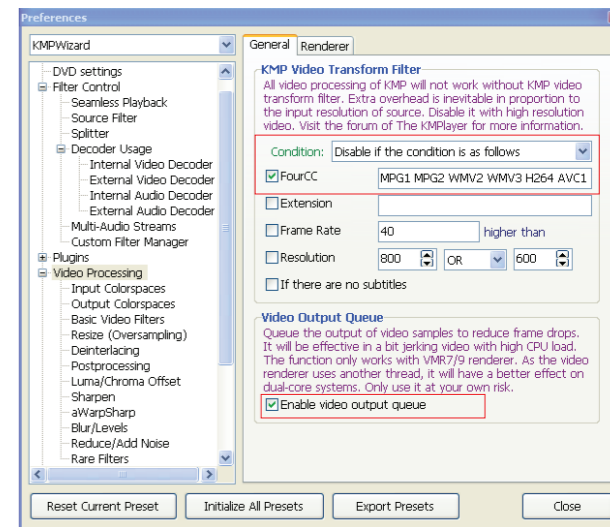 Preferences
KMPWizard
DVD settings
Filter Control
Seamless Playback
Source Filter
Splitter
Decoder Usage
Internal Video Decoder
External Video Decoder
Internal Audio Decoder
External Audio Decoder
Multi-Audio Streams
Custom Filter Manager
Plugins
Video Processing
Input Colorspaces
Output Colorspaces
Basic Video Filters
Resize (Oversampling)
Deinterlacing
Postprocessing
Luma/Chroma Offset
Sharpen
aWarpSharp
Blur/Levels
Reduce/Add Noise
Rare Filters
General Renderer
KMP Video Transform Filter
All video processing of KMP will not work without KMP video
transform filter. Extra overhead is inevitable in proportion to
the input resolution of source. Disable it with high resolution
video. Visit the forum of The KMPlayer for more information.
Condition: Disable if the condition is as follows
FourCC MPG1 MPG2 WMV2 WMV3 H264 AVC1
Extension
Frame Rate 40 higher than
Resolution 800 OR 600
If there are no subtitles
Video Output Queue
Queue the output of video samples to reduce frame drops.
It will be effective in a bit jerking video with high CPU load.
The function only works with VMR7/9 renderer. As the video
renderer uses another thread, it will have a better effect on
dual-core systems. Only use it at your own risk.
Enable video output queue
Reset Current Preset Initialize All Presets Export Presets Close